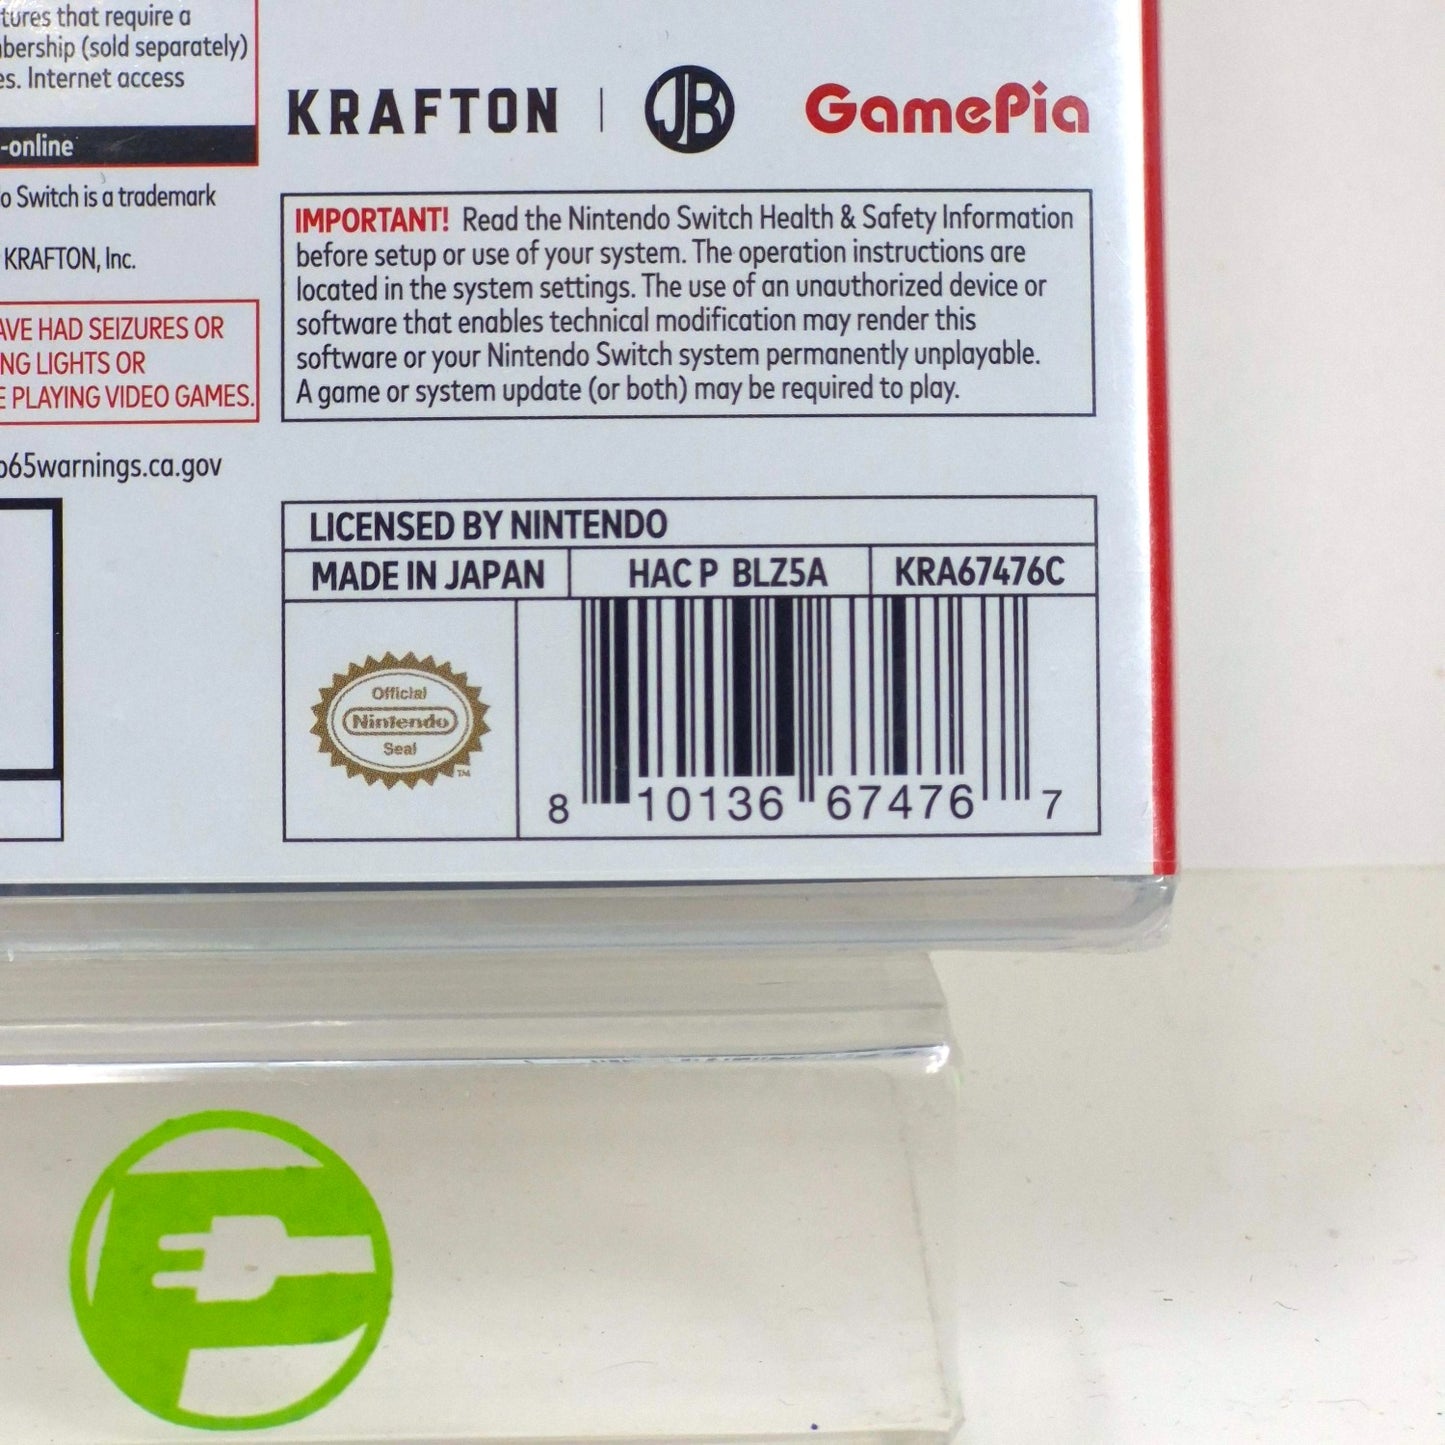 tures that require a
bership (sold separately)
es. Internet access
-online
o Switch is a trademark
KRAFTON, Inc.
AVE HAD SEIZURES OR
NG LIGHTS OR
E PLAYING VIDEO GAMES.
p65warnings.ca.gov
KRAFTON | JB GamePia
IMPORTANT! Read the Nintendo Switch Health & Safety Information
before setup or use of your system. The operation instructions are
located in the system settings. The use of an unauthorized device or
software that enables technical modification may render this
software or your Nintendo Switch system permanently unplayable.
A game or system update (or both) may be required to play.
LICENSED BY NINTENDO
MADE IN JAPAN HAC P BLZ5A KRA67476C
Official
Nintendo
Seal
TM
8 10136 67476 7